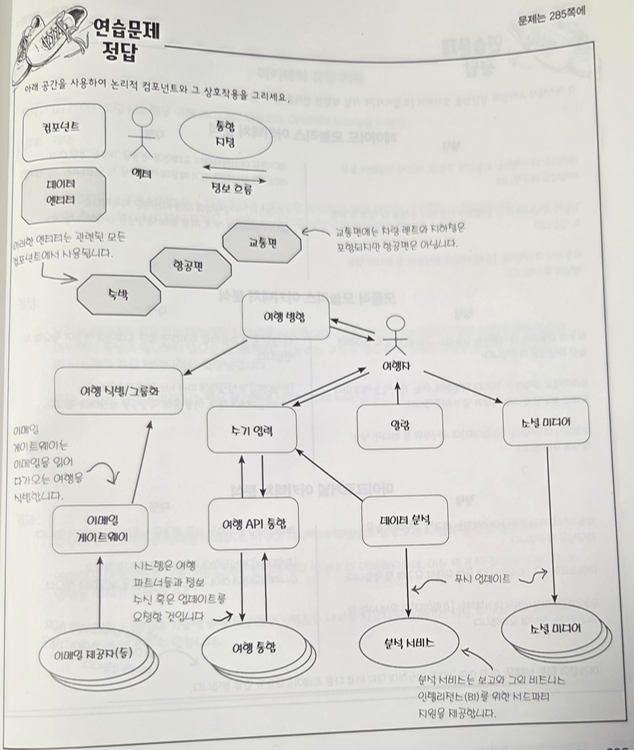 연습문제
정답
문제는 285쪽에
아래 공간을 사용하여 논리적 컴포넌트와 그 상호작용을 그리세요.
컴포넌트
액터
통합
지점
데이터
엔티티
정보 흐름
이러한 엔티티는 관련된 모든
컴포넌트에서 사용됩니다.
숙박
항공편
교통편
교통편에는 차량 렌트와 지하철은
포함되지만 항공편은 아닙니다.
여행 병합
여행자
여행 식별/그룹화
수기 입력
열람
소셜 미디어
이메일
게이트웨이는
이메일을 읽어
다가오는 여행을
식별합니다.
이메일
게이트웨이
여행 API 통합
데이터 분석
시스템은 여행
파트너들과 정보
수신 혹은 업데이트를
요청할 것입니다
푸시 업데이트
이메일 제공자(들)
여행 통합
분석 서비스
소셜 미디어
분석 서비스는 보고와 그외 비즈니스
인텔리전스(BI)를 위한 서드파티
지원을 제공합니다.